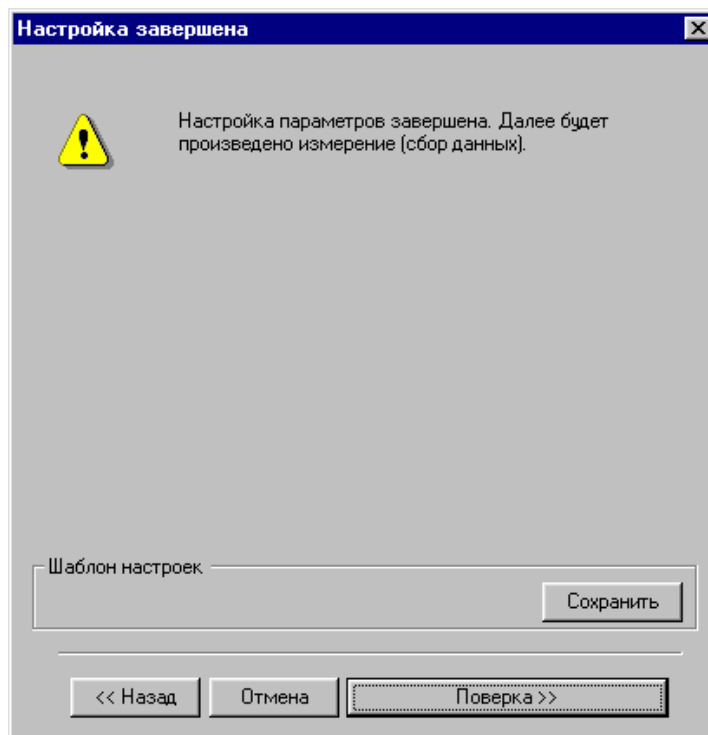 Настройка завершена
Настройка параметров завершена. Далее будет
произведено измерение (сбор данных).
Шаблон настроек
Сохранить
<< Назад
Отмена
Поверка >>